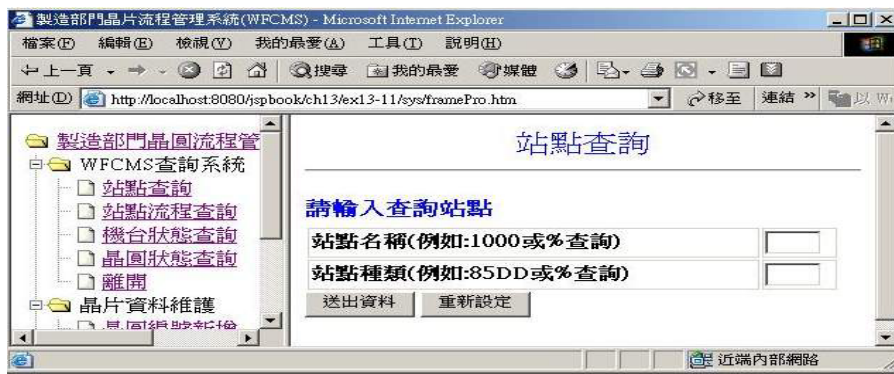 製造部門晶片流程管理系統(WFCMS) - Microsoft Internet Explorer
檔案(F) 編輯(E) 檢視(V) 我的最愛(A) 工具(T) 說明(H)
上一頁 搜尋 我的最愛 媒體
網址(D) http://localhost:8080/jspbook/ch13/ex13-11/sys/framePro.htm 移至 連結 »
製造部門晶圓流程管
WFCMS查詢系統
站點查詢
站點流程查詢
機台狀態查詢
晶圓狀態查詢
離開
晶片資料維護
晶圓編號新增
站點查詢
請輸入查詢站點
站點名稱(例如:1000或%查詢)
站點種類(例如:85DD或%查詢)
送出資料 重新設定
近端內部網路